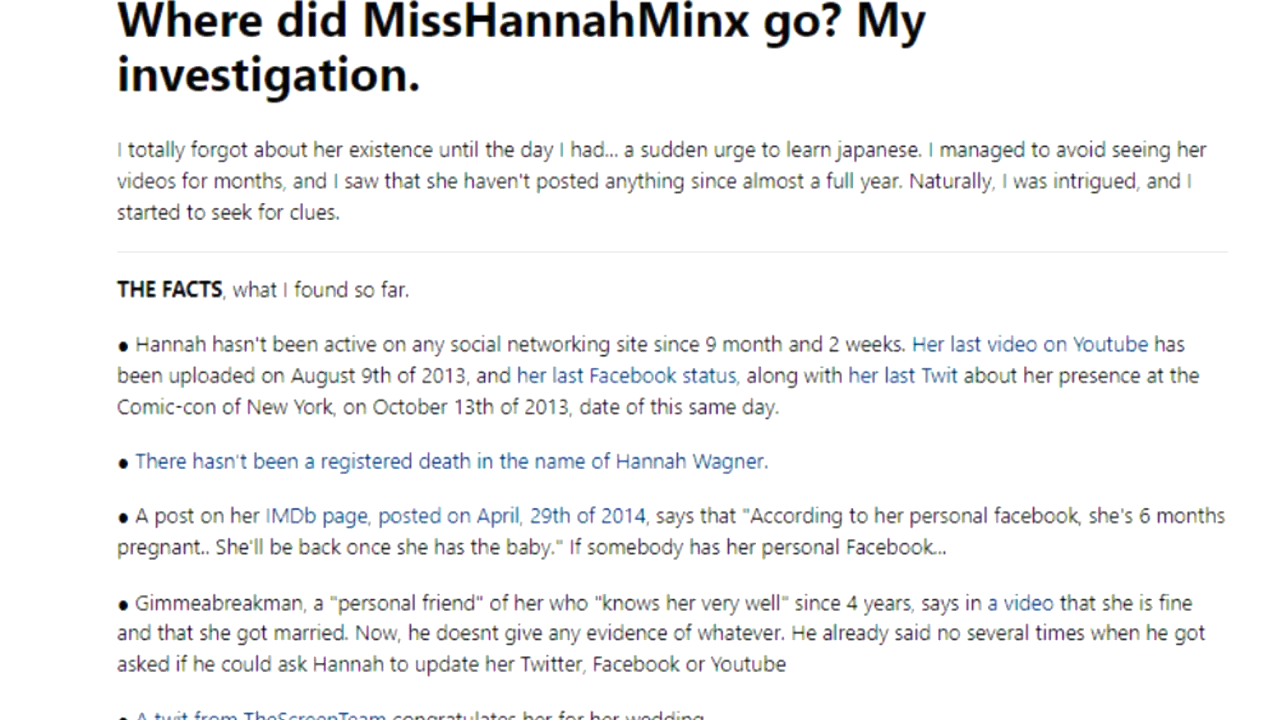 Where did MissHannahMinx go? My
investigation.
I totally forgot about her existence until the day I had... a sudden urge to learn japanese. I managed to avoid seeing her
videos for months, and I saw that she haven't posted anything since almost a full year. Naturally, I was intrigued, and I
started to seek for clues.
THE FACTS, what I found so far.
● Hannah hasn't been active on any social networking site since 9 month and 2 weeks. Her last video on Youtube has
been uploaded on August 9th of 2013, and her last Facebook status, along with her last Twit about her presence at the
Comic-con of New York, on October 13th of 2013, date of this same day.
● There hasn't been a registered death in the name of Hannah Wagner.
● A post on her IMDb page, posted on April, 29th of 2014, says that "According to her personal facebook, she's 6 months
pregnant.. She'll be back once she has the baby." If somebody has her personal Facebook...
● Gimmeabreakman, a "personal friend" of her who "knows her very well" since 4 years, says in a video that she is fine
and that she got married. Now, he doesnt give any evidence of whatever. He already said no several times when he got
asked if he could ask Hannah to update her Twitter, Facebook or Youtube
● A twit from TheScreenTeam congratulates her for her wedding.